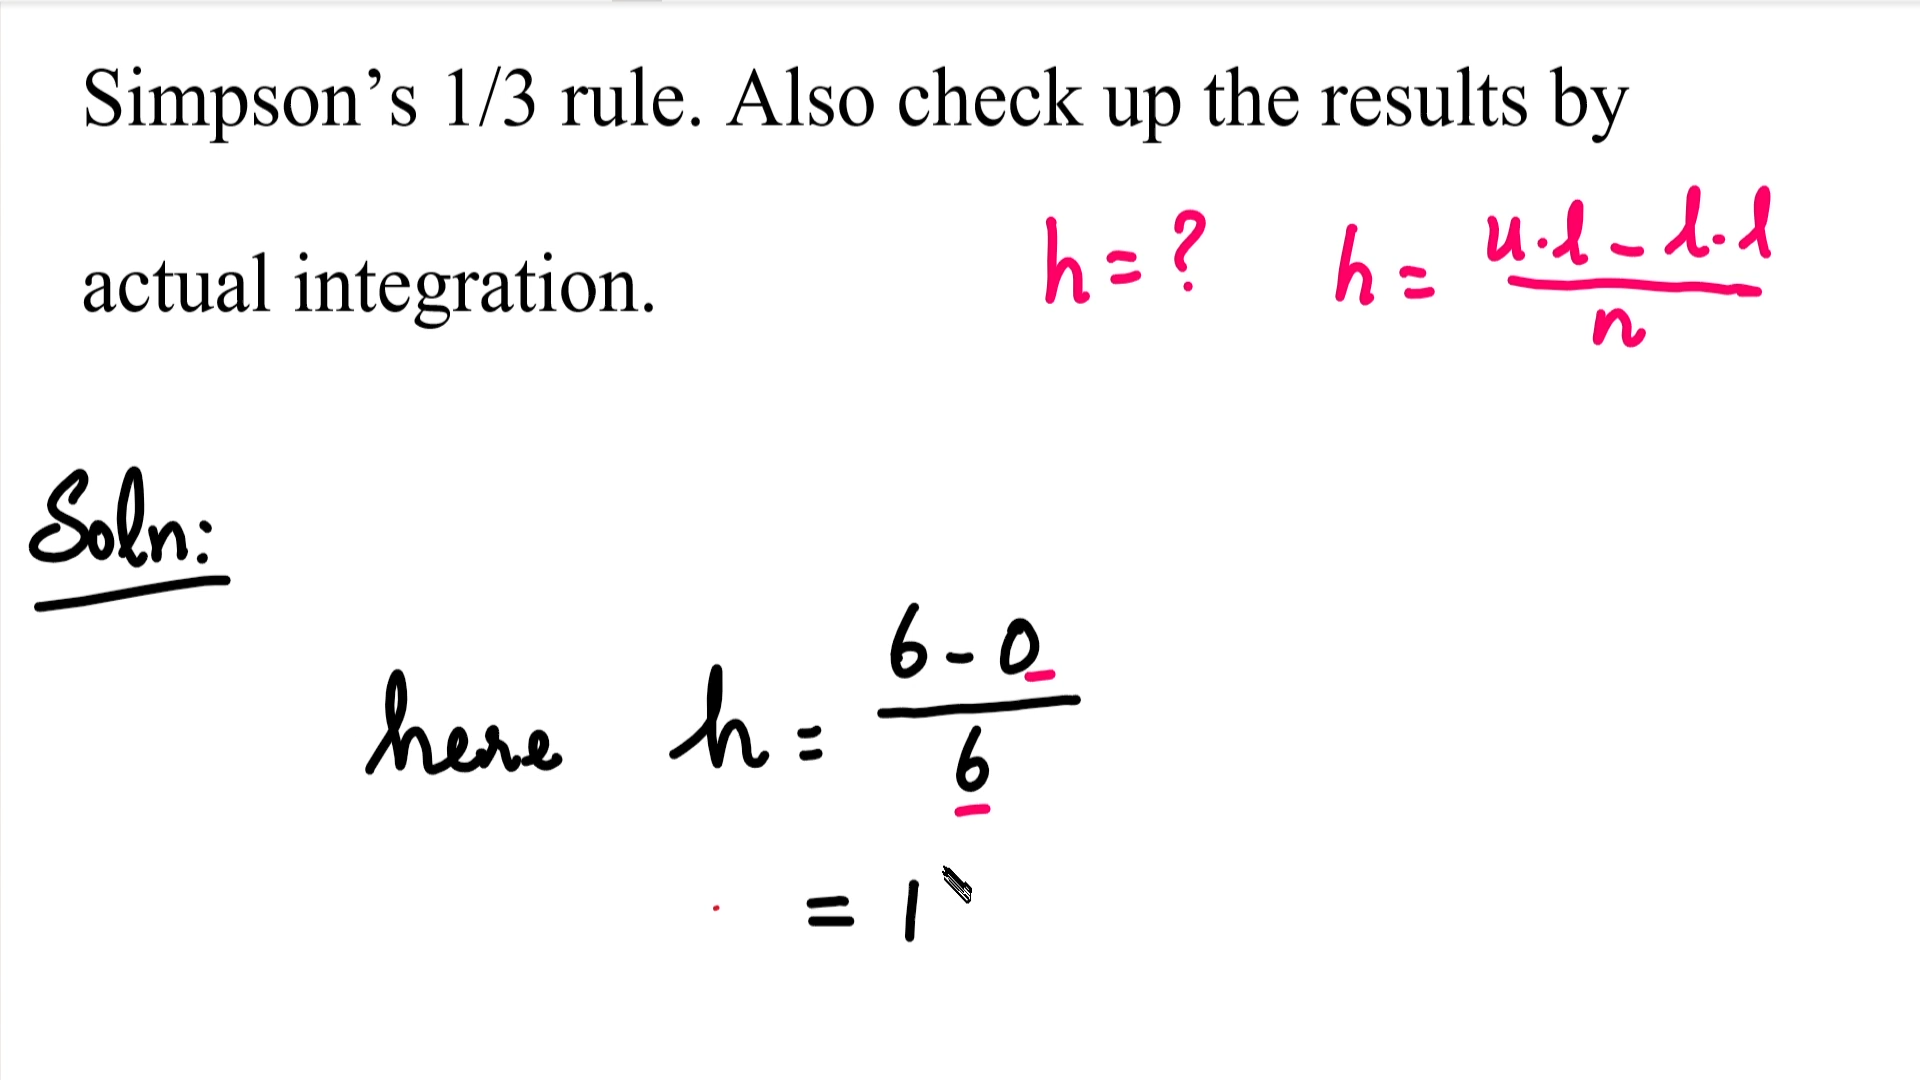 Simpson’s 1/3 rule. Also check up the results by
actual integration.
h = ? h = u.l - l.l / n
Soln:
here h = 6 - 0 / 6
= 1